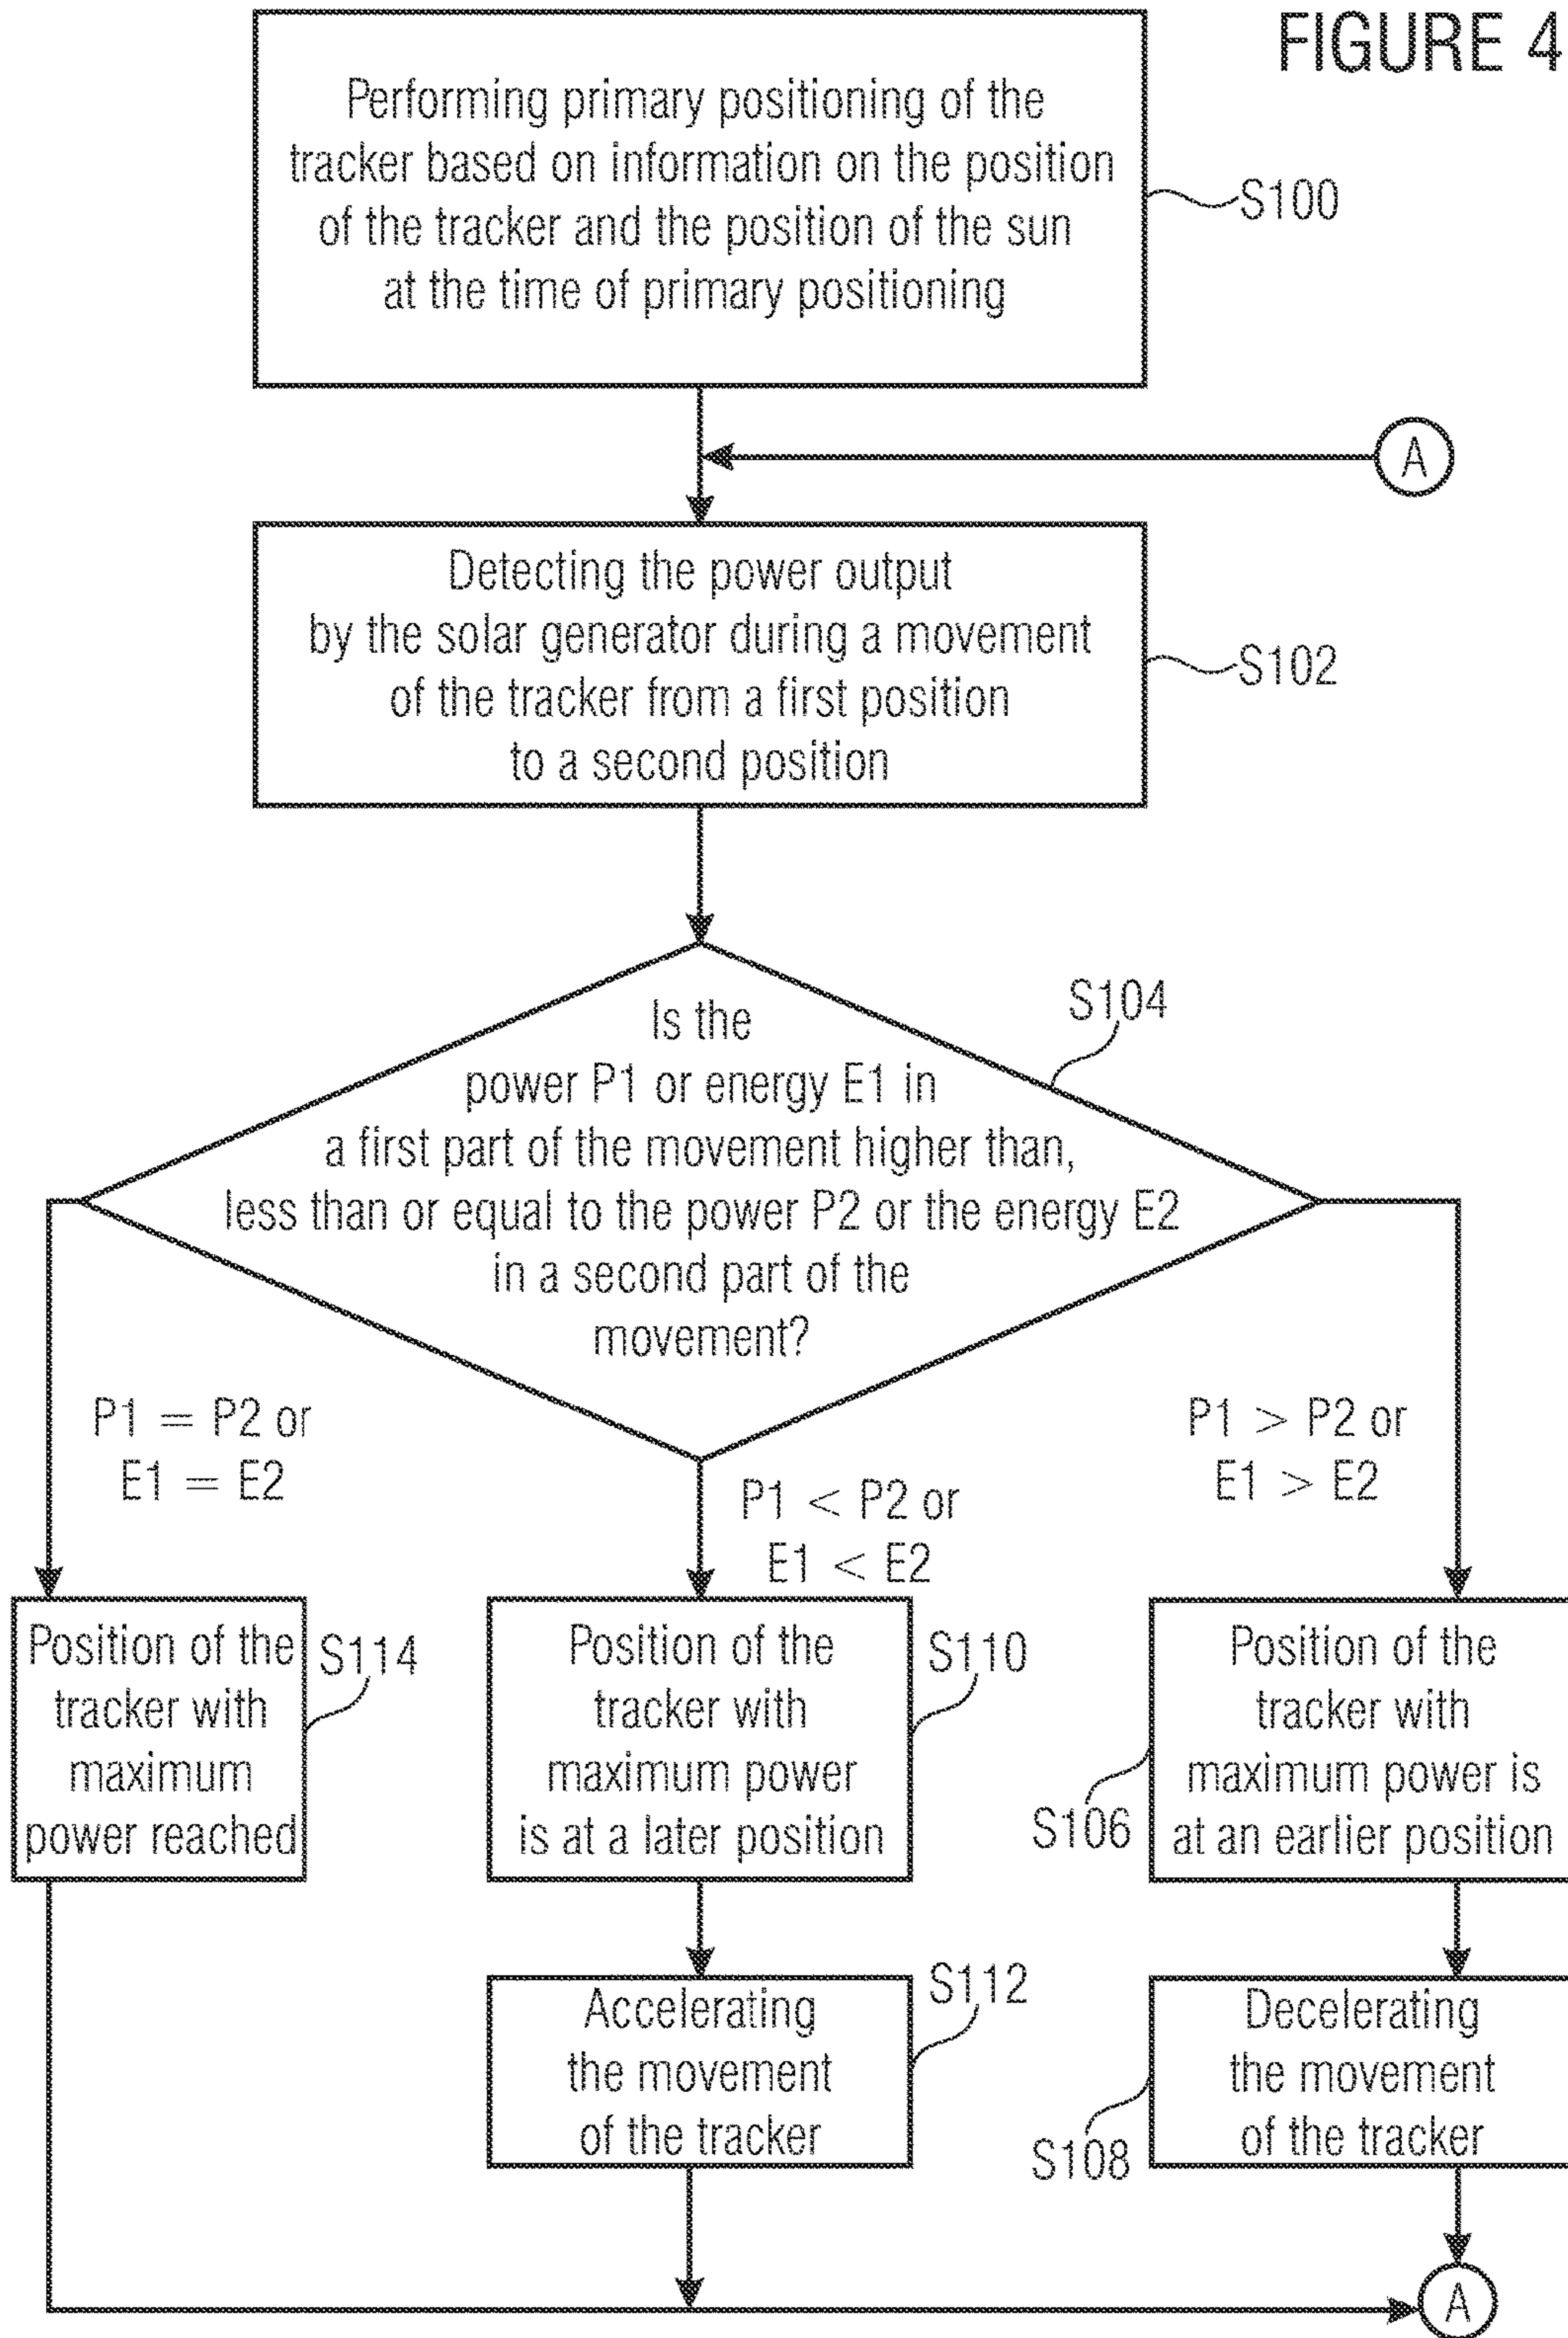 FIGURE 4
Performing primary positioning of the
tracker based on information on the position
of the tracker and the position of the sun
at the time of primary positioning
S100
A
Detecting the power output
by the solar generator during a movement
of the tracker from a first position
to a second position
S102
S104
Is the
power P1 or energy E1 in
a first part of the movement higher than,
less than or equal to the power P2 or the energy E2
in a second part of the
movement?
P1 = P2 or
E1 = E2
P1 < P2 or
E1 < E2
P1 > P2 or
E1 > E2
Position of the
tracker with
maximum
power reached
S114
Position of the
tracker with
maximum power
is at a later position
S110
Position of the
tracker with
maximum power is
at an earlier position
S106
Accelerating
the movement
of the tracker
S112
Decelerating
the movement
of the tracker
S108
A